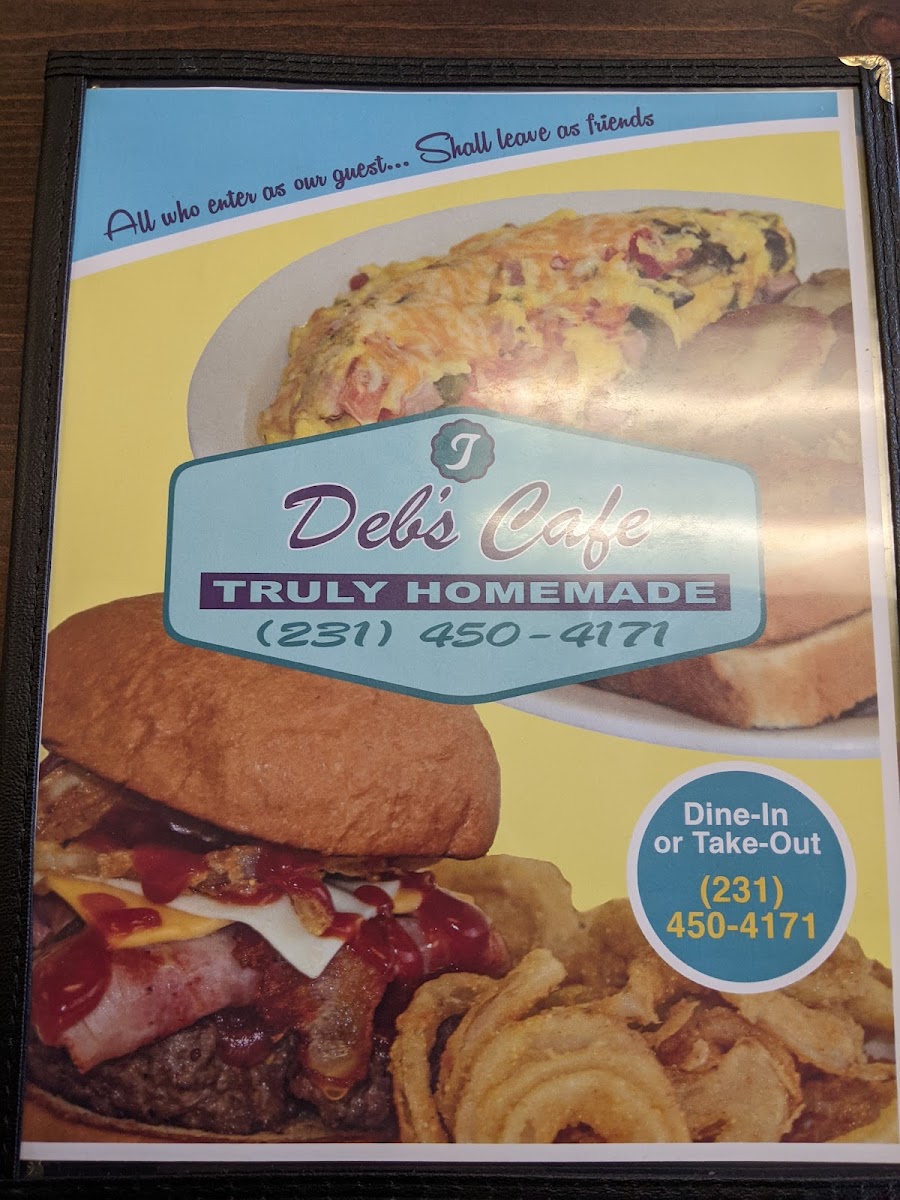 All who enter as our guest... Shall leave as friends
J
Deb's Cafe
TRULY HOMEMADE
(231) 450-4171
Dine-In
or Take-Out
(231)
450-4171